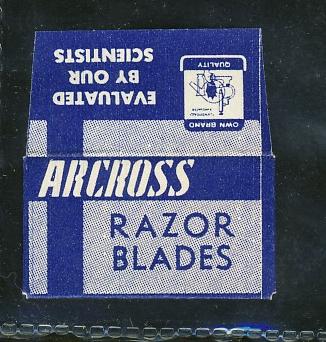 EVALUATED
BY OUR
SCIENTISTS
OWN BRAND
QUALITY
ARCROSS
RAZOR
BLADES